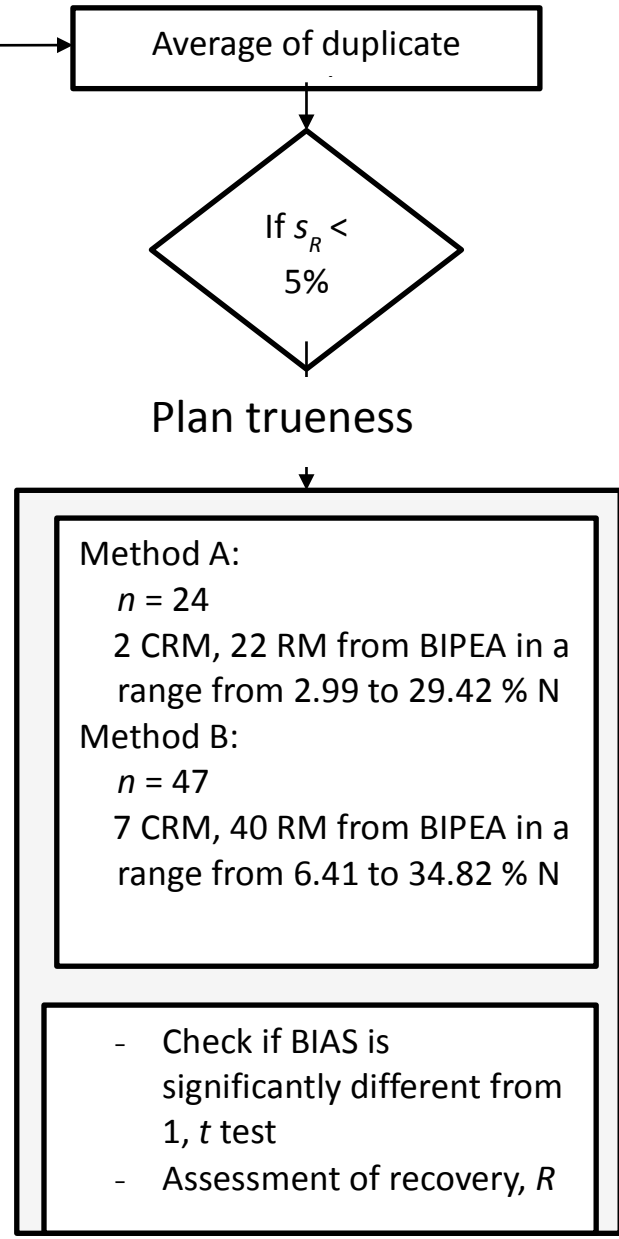 Average of duplicate
If s_R <
5%
Plan trueness
Method A:
n = 24
2 CRM, 22 RM from BIPEA in a
range from 2.99 to 29.42 % N
Method B:
n = 47
7 CRM, 40 RM from BIPEA in a
range from 6.41 to 34.82 % N
- Check if BIAS is
significantly different from
1, t test
- Assessment of recovery, R